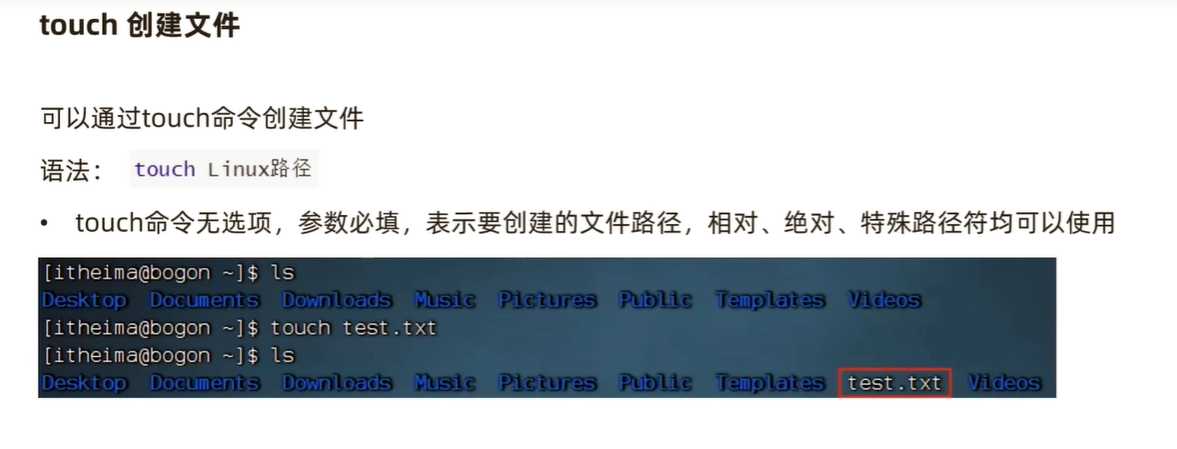 touch 创建文件
可以通过touch命令创建文件
语法： touch Linux路径
• touch命令无选项，参数必填，表示要创建的文件路径，相对、绝对、特殊路径符均可以使用
[itheima@bogon ~]$ ls
Desktop Documents Downloads Music Pictures Public Templates Videos
[itheima@bogon ~]$ touch test.txt
[itheima@bogon ~]$ ls
Desktop Documents Downloads Music Pictures Public Templates test.txt Videos